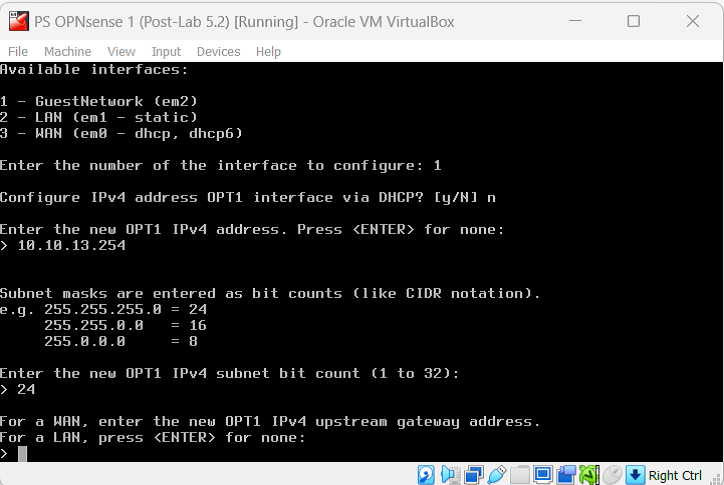 PS OPNsense 1 (Post-Lab 5.2) [Running] - Oracle VM VirtualBox
File Machine View Input Devices Help
Available interfaces:
1 - GuestNetwork (em2)
2 - LAN (em1 - static)
3 - WAN (em0 - dhcp, dhcp6)
Enter the number of the interface to configure: 1
Configure IPv4 address OPT1 interface via DHCP? [y/N] n
Enter the new OPT1 IPv4 address. Press <ENTER> for none:
> 10.10.13.254
Subnet masks are entered as bit counts (like CIDR notation).
e.g. 255.255.255.0 = 24
255.255.0.0 = 16
255.0.0.0 = 8
Enter the new OPT1 IPv4 subnet bit count (1 to 32):
> 24
For a WAN, enter the new OPT1 IPv4 upstream gateway address.
For a LAN, press <ENTER> for none:
>
Right Ctrl